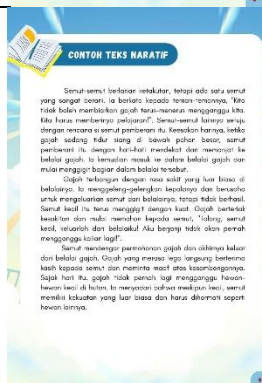 CONTOH TEKS NARATIF
Semut-semut berlarian ketakutan, tetapi ada satu semut
yang sangat berani. Ia berkata kepada teman-temannya, "Kita
tidak boleh membiarkan gajah terus-menerus mengganggu kita.
Kita harus memberinya pelajaran!". Semut-semut lainnya setuju
dengan rencana si semut pemberani itu. Keesokan harinya, ketika
gajah sedang tidur siang di bawah pohon besar, semut
pemberani itu dengan hati-hati mendekat dan memanjat ke
belalai gajah. Ia kemudian masuk ke dalam belalai gajah dan
mulai menggigit bagian dalam belalai tersebut.
Gajah terbangun dengan rasa sakit yang luar biasa di
belalainya. Ia menggeleng-gelengkan kepalanya dan berusaha
untuk mengeluarkan semut dari belalainya, tetapi tidak berhasil.
Semut kecil itu terus menggigit dengan kuat. Gajah berteriak
kesakitan dan mulai memohon kepada semut, "Tolong, semut
kecil, keluarlah dari belalaiku! Aku berjanji tidak akan pernah
mengganggu kalian lagi!".
Semut mendengar permohonan gajah dan akhirnya keluar
dari belalai gajah. Gajah yang merasa lega langsung berterima
kasih kepada semut dan meminta maaf atas kesombongannya.
Sejak hari itu, gajah tidak pernah lagi mengganggu hewan-
hewan kecil di hutan. Ia menyadari bahwa meskipun kecil, semut
memiliki kekuatan yang luar biasa dan harus dihormati seperti
hewan lainnya.